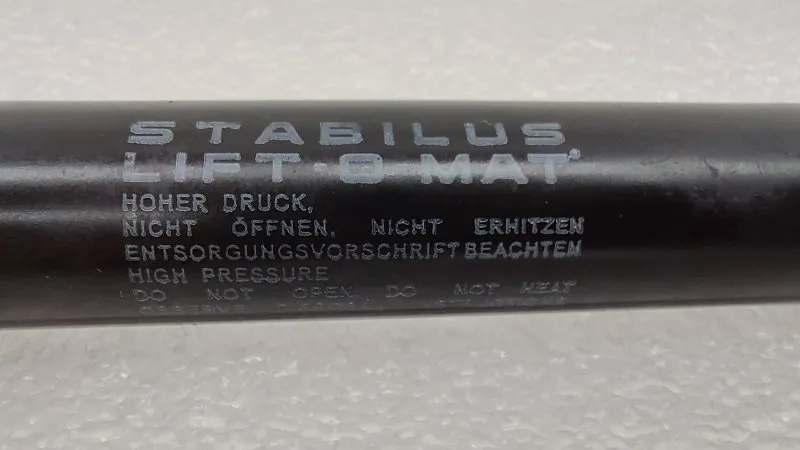 STABILUS
LIFT-O-MAT®
HOHER DRUCK,
NICHT ÖFFNEN, NICHT ERHITZEN
ENTSORGUNGSVORSCHRIFT BEACHTEN
HIGH PRESSURE
DO NOT OPEN DO NOT HEAT